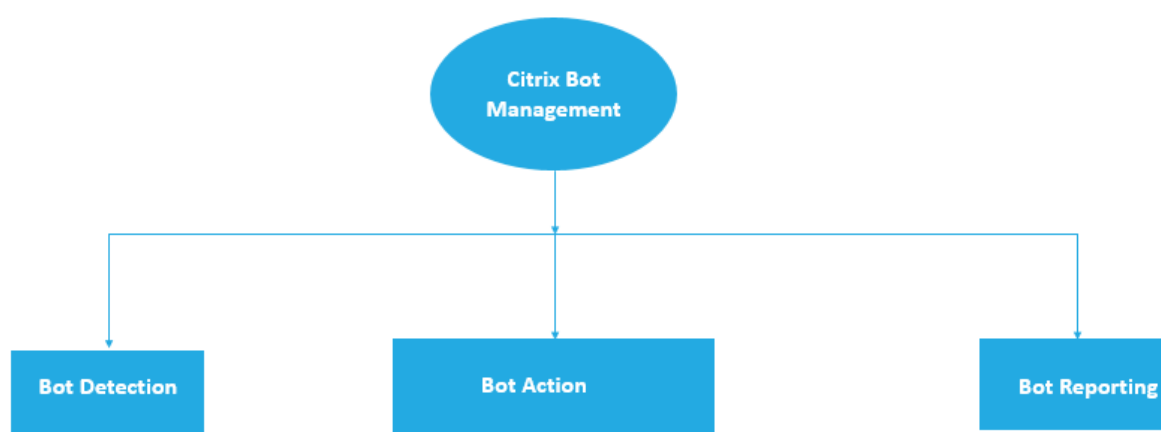 Citrix Bot
Management
Bot Detection
Bot Action
Bot Reporting